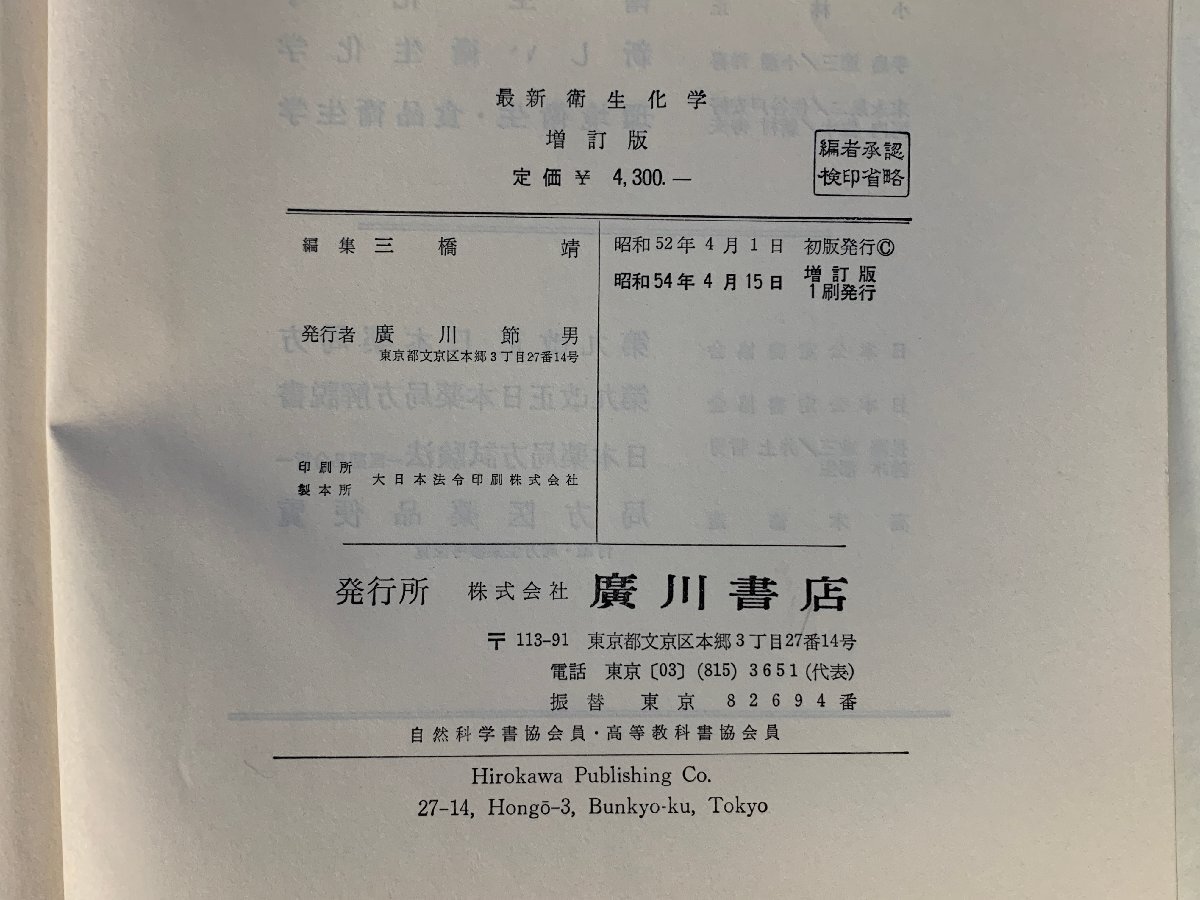 最新衛生化学
増訂版
定価 ¥ 4,300.―
編者承認
検印省略
編集 三橋靖
昭和52年4月1日 初版発行©
昭和54年4月15日 増訂版1刷発行
発行者 廣川節男
東京都文京区本郷3丁目27番14号
印刷所
製本所 大日本法令印刷株式会社
発行所 株式会社 廣川書店
〒 113-91 東京都文京区本郷3丁目27番14号
電話 東京〔03〕(815) 3651 (代表)
振替 東京 82694番
自然科学書協会員・高等教科書協会員
Hirokawa Publishing Co.
27-14, Hongō-3, Bunkyo-ku, Tokyo